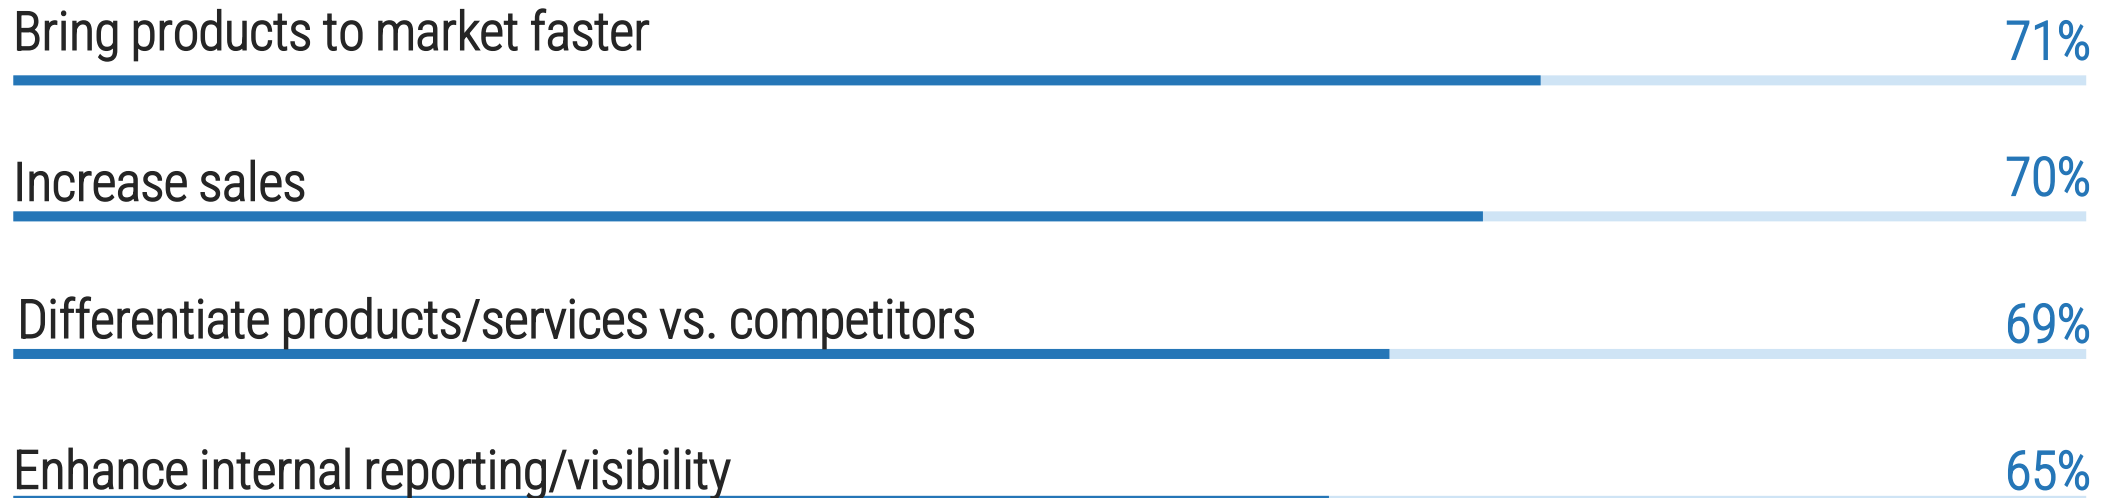 Bring products to market faster 71%
Increase sales 70%
Differentiate products/services vs. competitors 69%
Enhance internal reporting/visibility 65%